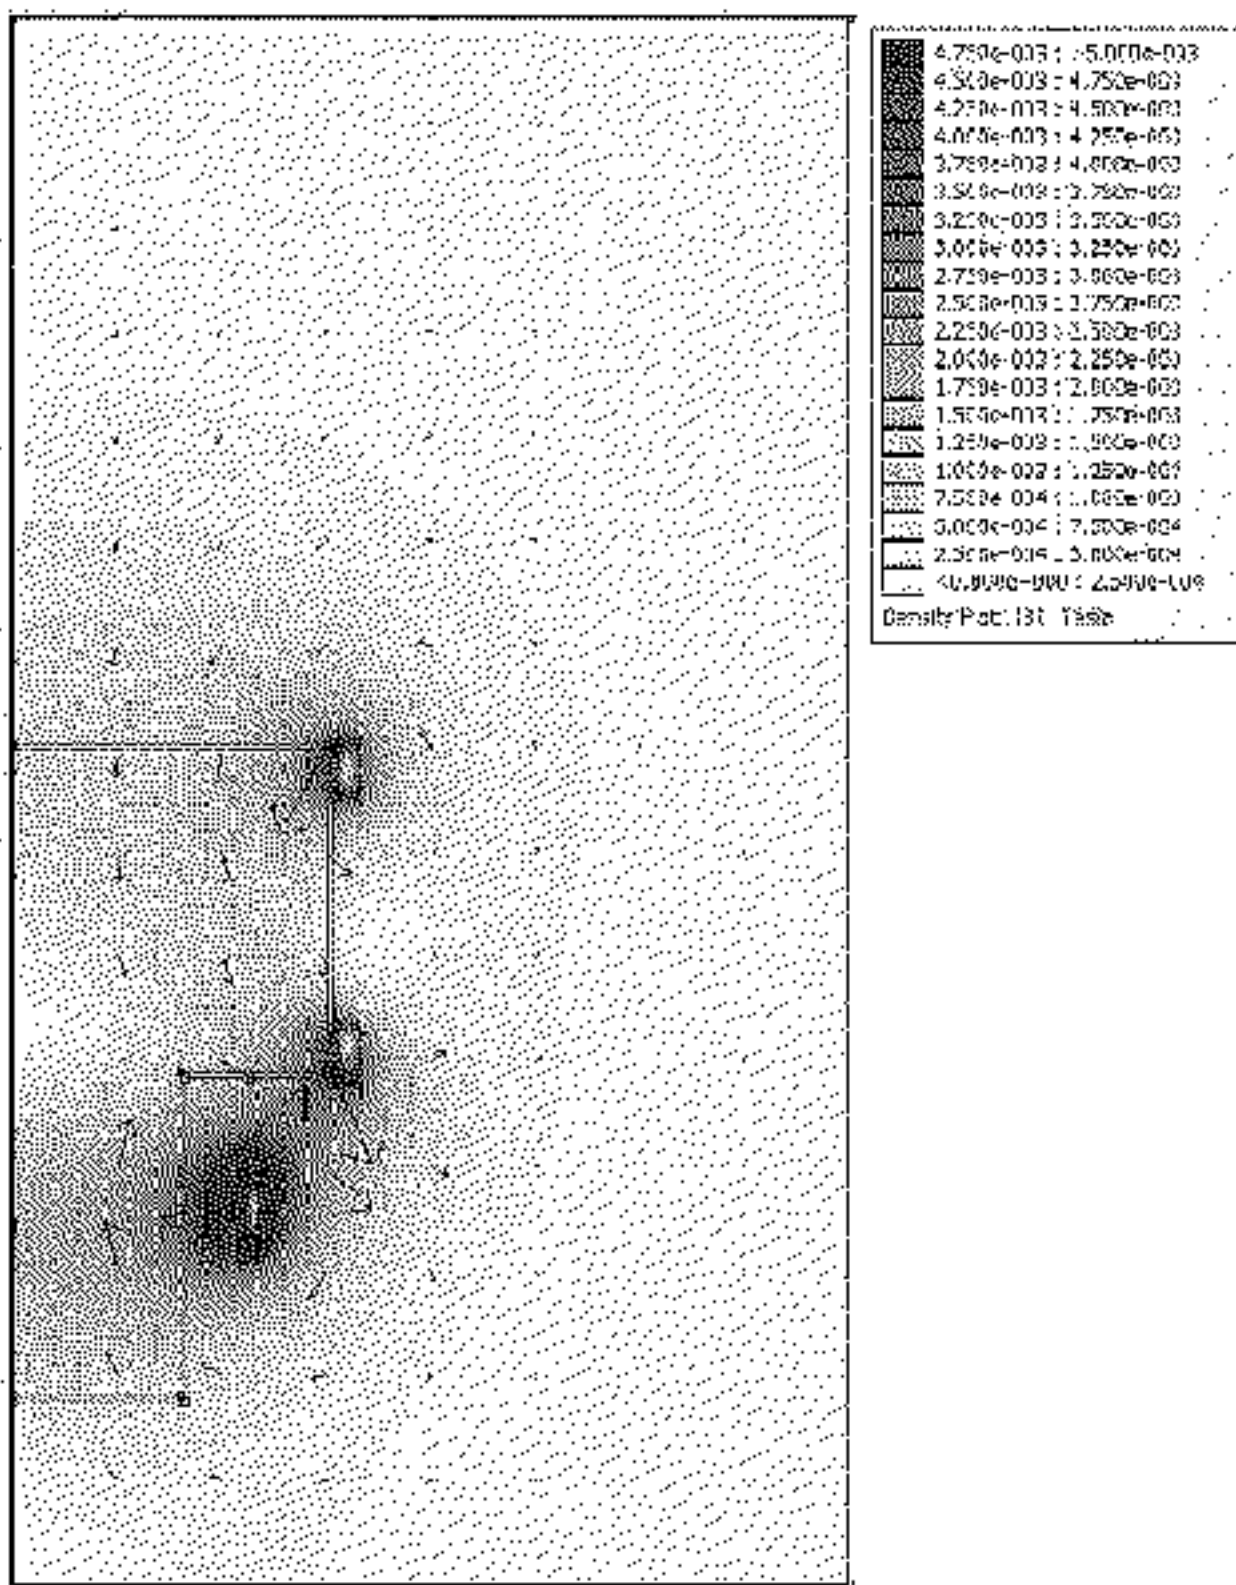 4.750e-003 : >5.000e-003
4.500e-003 : 4.750e-003
4.250e-003 : 4.500e-003
4.000e-003 : 4.250e-003
3.750e-003 : 4.000e-003
3.500e-003 : 3.750e-003
3.250e-003 : 3.500e-003
3.000e-003 : 3.250e-003
2.750e-003 : 3.000e-003
2.500e-003 : 2.750e-003
2.250e-003 : 2.500e-003
2.000e-003 : 2.250e-003
1.750e-003 : 2.000e-003
1.500e-003 : 1.750e-003
1.250e-003 : 1.500e-003
1.000e-003 : 1.250e-003
7.500e-004 : 1.000e-003
5.000e-004 : 7.500e-004
2.500e-004 : 5.000e-004
<0.000e+000 : 2.500e-004
Density Plot: |B|, Tesla